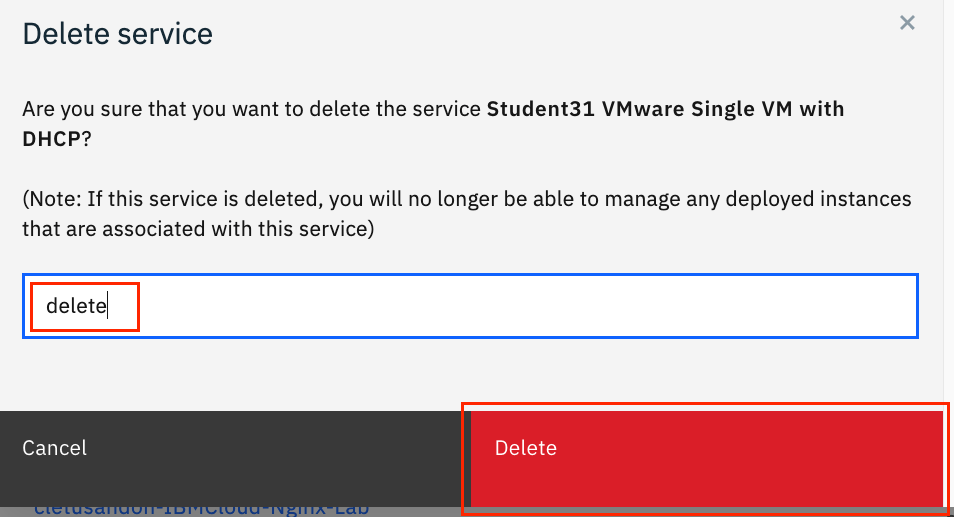 Delete service
Are you sure that you want to delete the service Student31 VMware Single VM with
DHCP?
(Note: If this service is deleted, you will no longer be able to manage any deployed instances
that are associated with this service)
delete
Cancel
Delete
cletusandoh-IBMCloud-Nginx-Lab